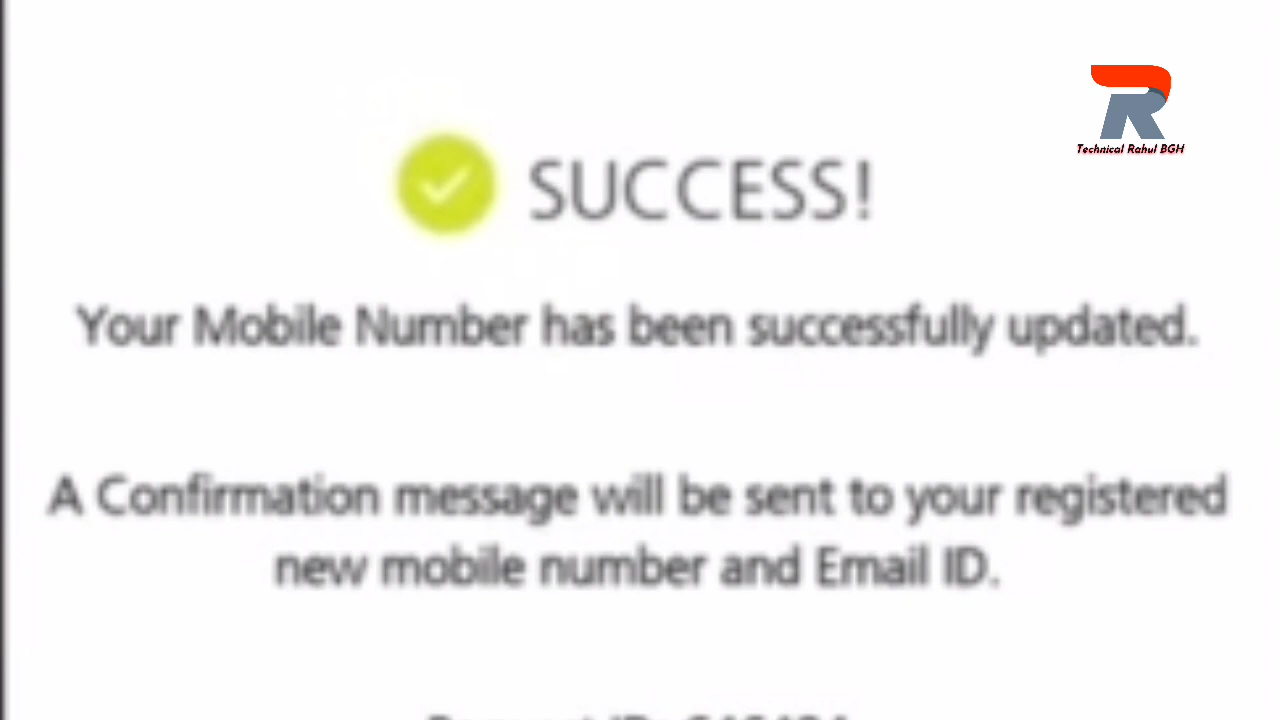 Technical Rahul BGH
SUCCESS!
Your Mobile Number has been successfully updated.
A Confirmation message will be sent to your registered
new mobile number and Email ID.